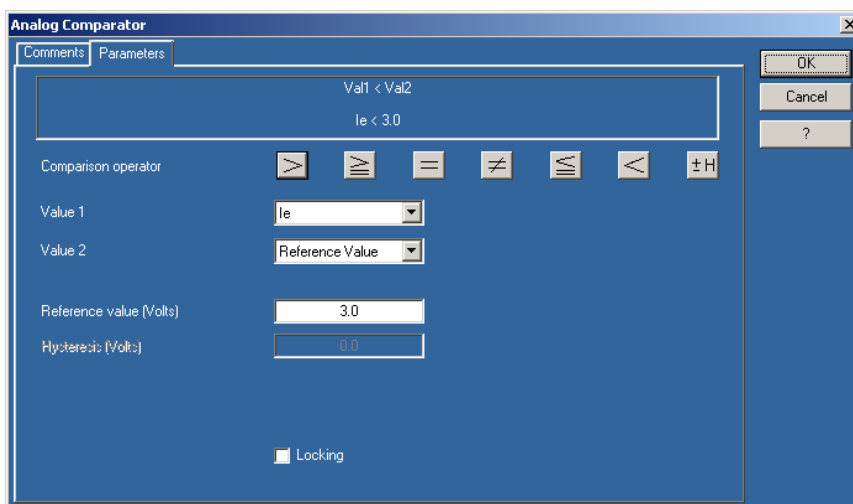 Analog Comparator
Comments Parameters
OK
Cancel
?
Val1 < Val2
Ie < 3.0
Comparison operator > ≧ = ≠ ≦ < ±H
Value 1 Ie
Value 2 Reference Value
Reference value (Volts) 3.0
Hysteresis (Volts) 0.0
Locking